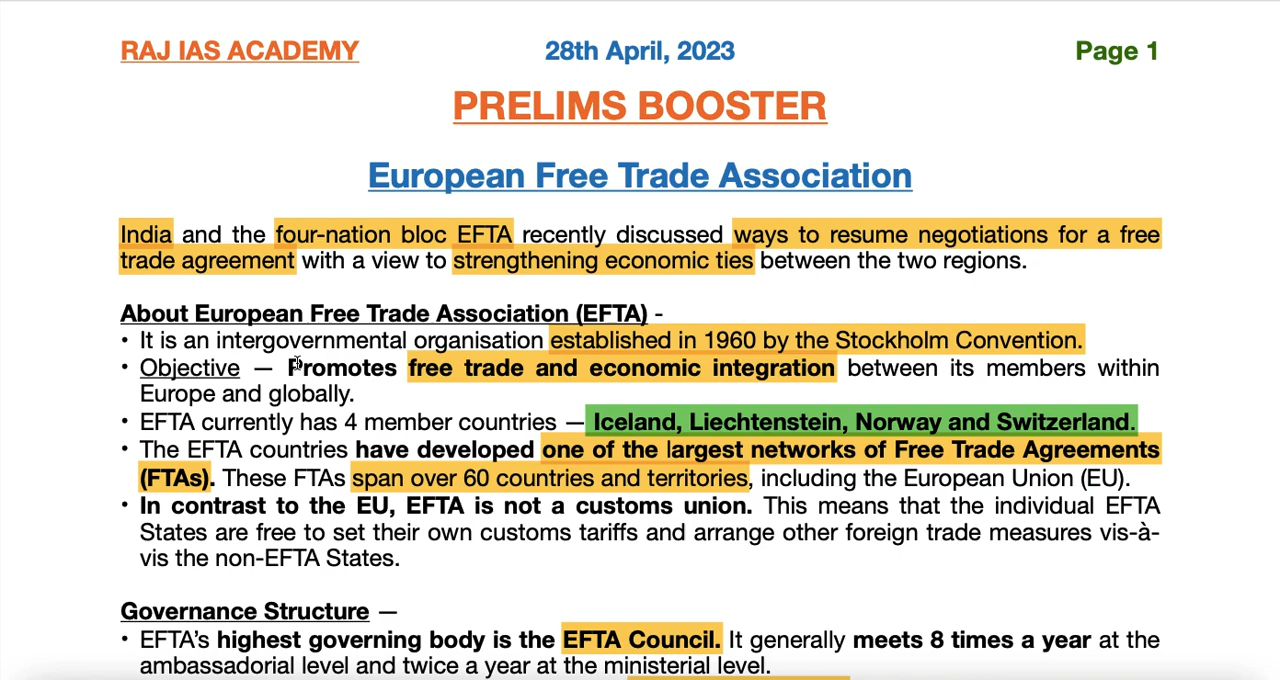 RAJ IAS ACADEMY 28th April, 2023 Page 1
PRELIMS BOOSTER
European Free Trade Association
India and the four-nation bloc EFTA recently discussed ways to resume negotiations for a free
trade agreement with a view to strengthening economic ties between the two regions.
About European Free Trade Association (EFTA) -
• It is an intergovernmental organisation established in 1960 by the Stockholm Convention.
• Objective — Promotes free trade and economic integration between its members within
Europe and globally.
• EFTA currently has 4 member countries — Iceland, Liechtenstein, Norway and Switzerland.
• The EFTA countries have developed one of the largest networks of Free Trade Agreements
(FTAs). These FTAs span over 60 countries and territories, including the European Union (EU).
• In contrast to the EU, EFTA is not a customs union. This means that the individual EFTA
States are free to set their own customs tariffs and arrange other foreign trade measures vis-à-
vis the non-EFTA States.
Governance Structure —
• EFTA’s highest governing body is the EFTA Council. It generally meets 8 times a year at the
ambassadorial level and twice a year at the ministerial level.